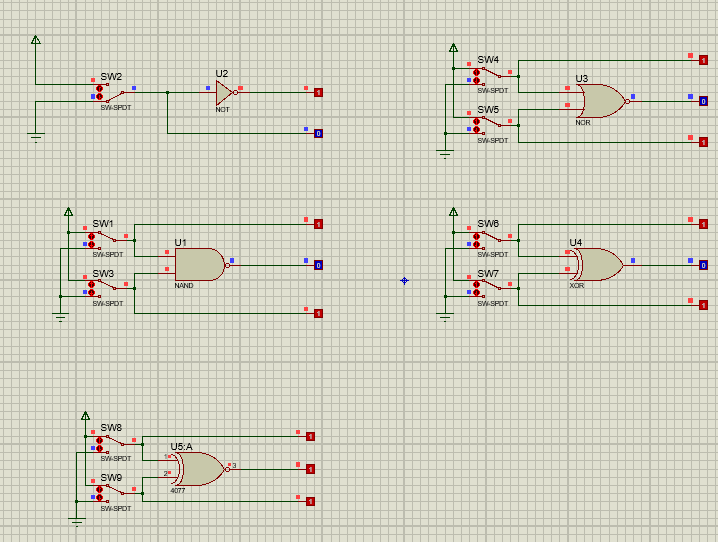 SW2
SW-SPDT
U2
NOT
1
0
SW4
SW-SPDT
SW5
SW-SPDT
U3
NOR
1
0
1
SW1
SW-SPDT
SW3
SW-SPDT
U1
NAND
1
0
1
SW6
SW-SPDT
SW7
SW-SPDT
U4
XOR
1
0
1
SW8
SW-SPDT
SW9
SW-SPDT
U5:A
1
2
3
4077
1
1
1